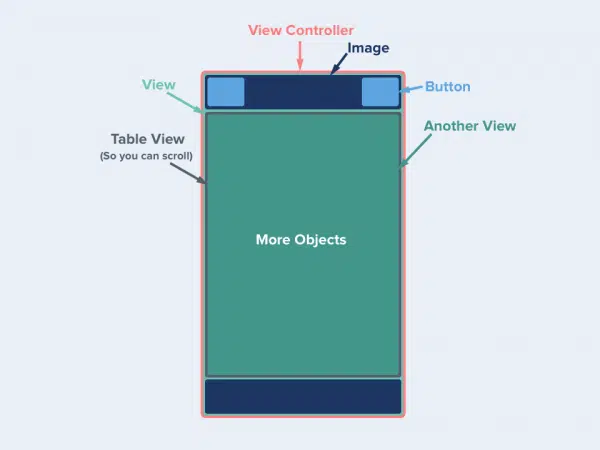 View Controller
Image
View
Button
Another View
Table View
(So you can scroll)
More Objects